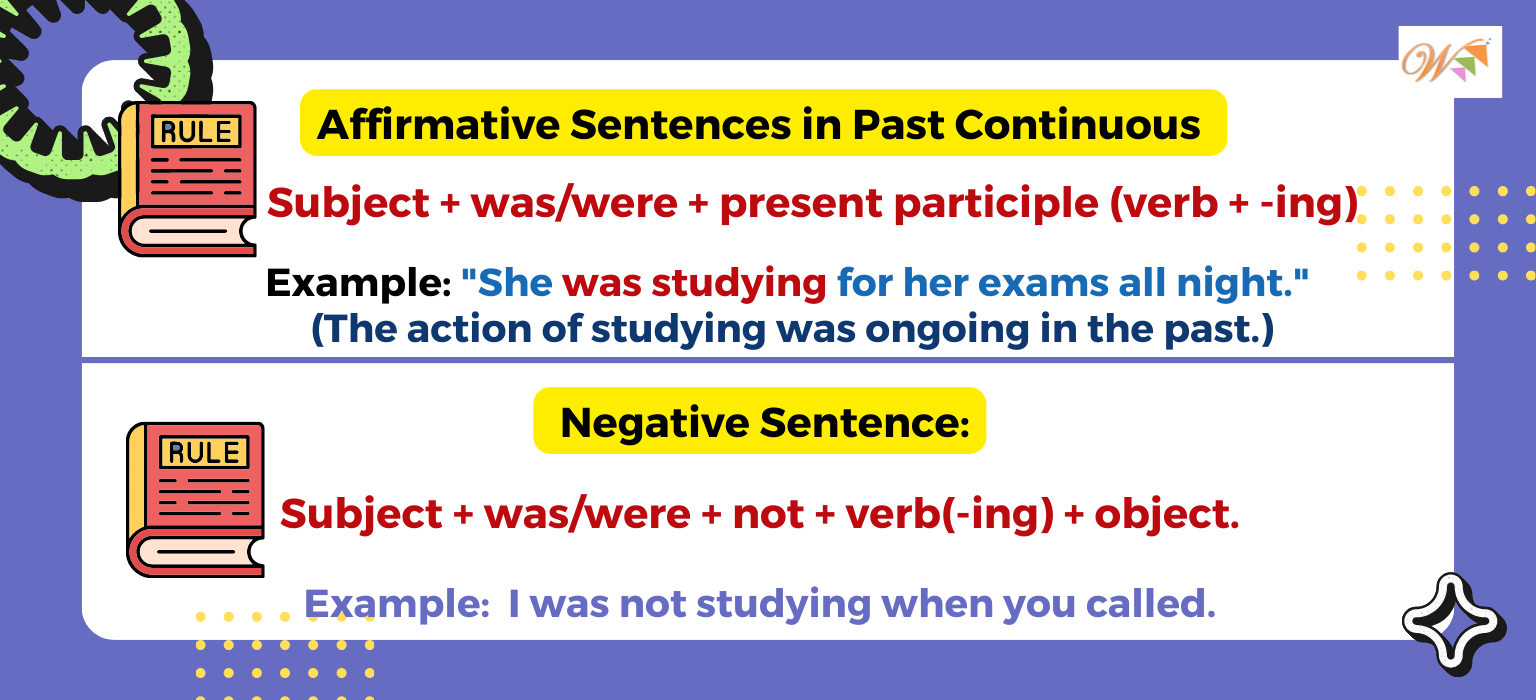 RULE
Affirmative Sentences in Past Continuous
Subject + was/were + present participle (verb + -ing)
Example: "She was studying for her exams all night."
(The action of studying was ongoing in the past.)
RULE
Negative Sentence:
Subject + was/were + not + verb(-ing) + object.
Example: I was not studying when you called.
W